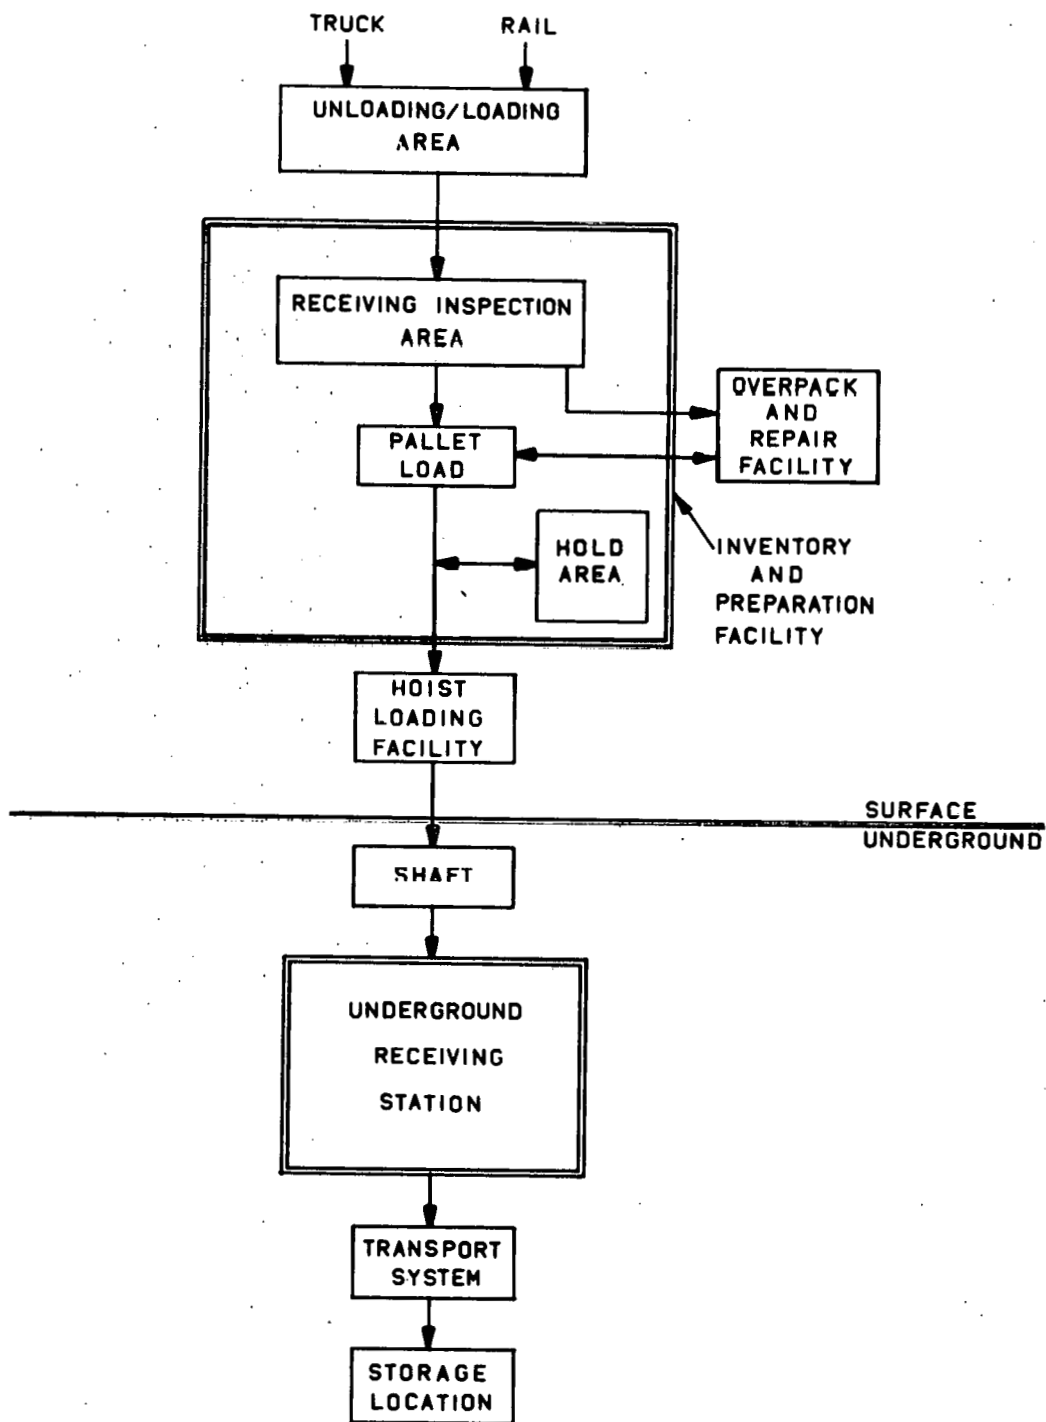 TRUCK
RAIL
UNLOADING/LOADING
AREA
RECEIVING INSPECTION
AREA
OVERPACK
AND
REPAIR
FACILITY
PALLET
LOAD
HOLD
AREA
INVENTORY
AND
PREPARATION
FACILITY
HOIST
LOADING
FACILITY
SURFACE
UNDERGROUND
SHAFT
UNDERGROUND
RECEIVING
STATION
TRANSPORT
SYSTEM
STORAGE
LOCATION